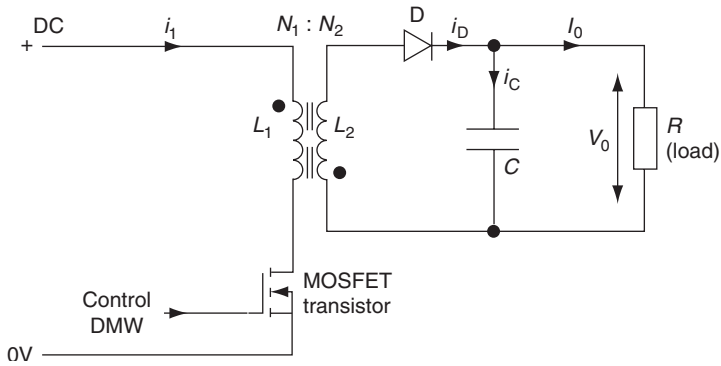 DC
+
i1
N1 : N2
D
iD
I0
iC
L1
L2
C
V0
R
(load)
MOSFET
transistor
Control
DMW
0V